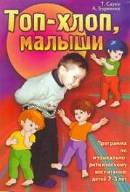 Т. Сауко
А. Буренина
Топ-хлоп,
малыши
Программа
по
музыкально-
ритмическому
воспитанию
детей 2-3 лет